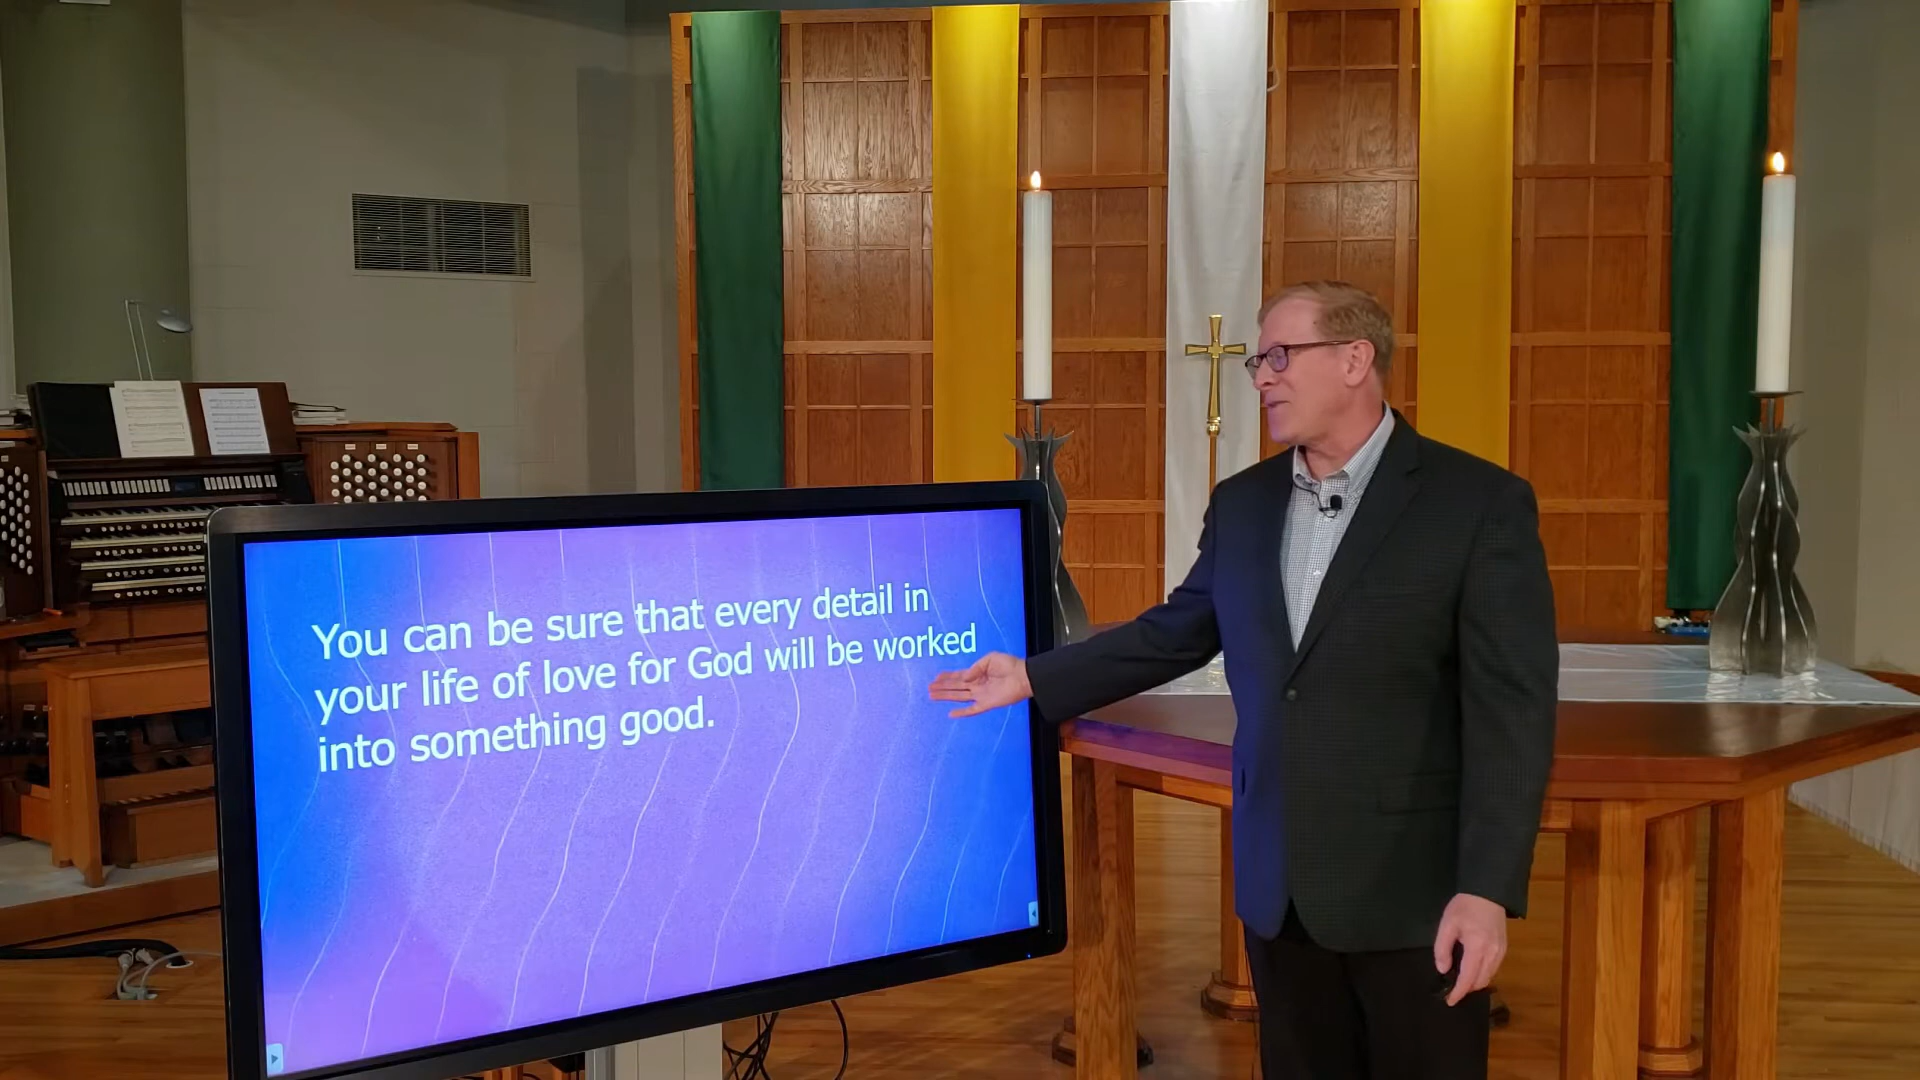 You can be sure that every detail in
your life of love for God will be worked
into something good.